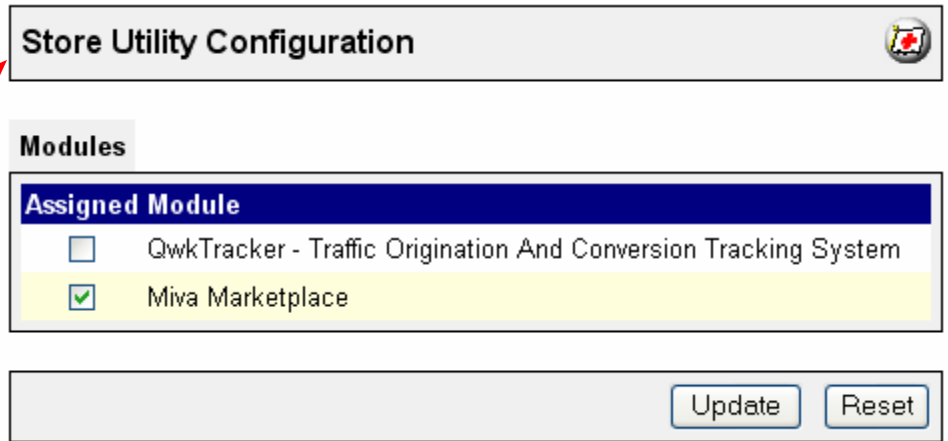 Store Utility Configuration
Modules
Assigned Module
QwkTracker - Traffic Origination And Conversion Tracking System
Miva Marketplace
Update Reset